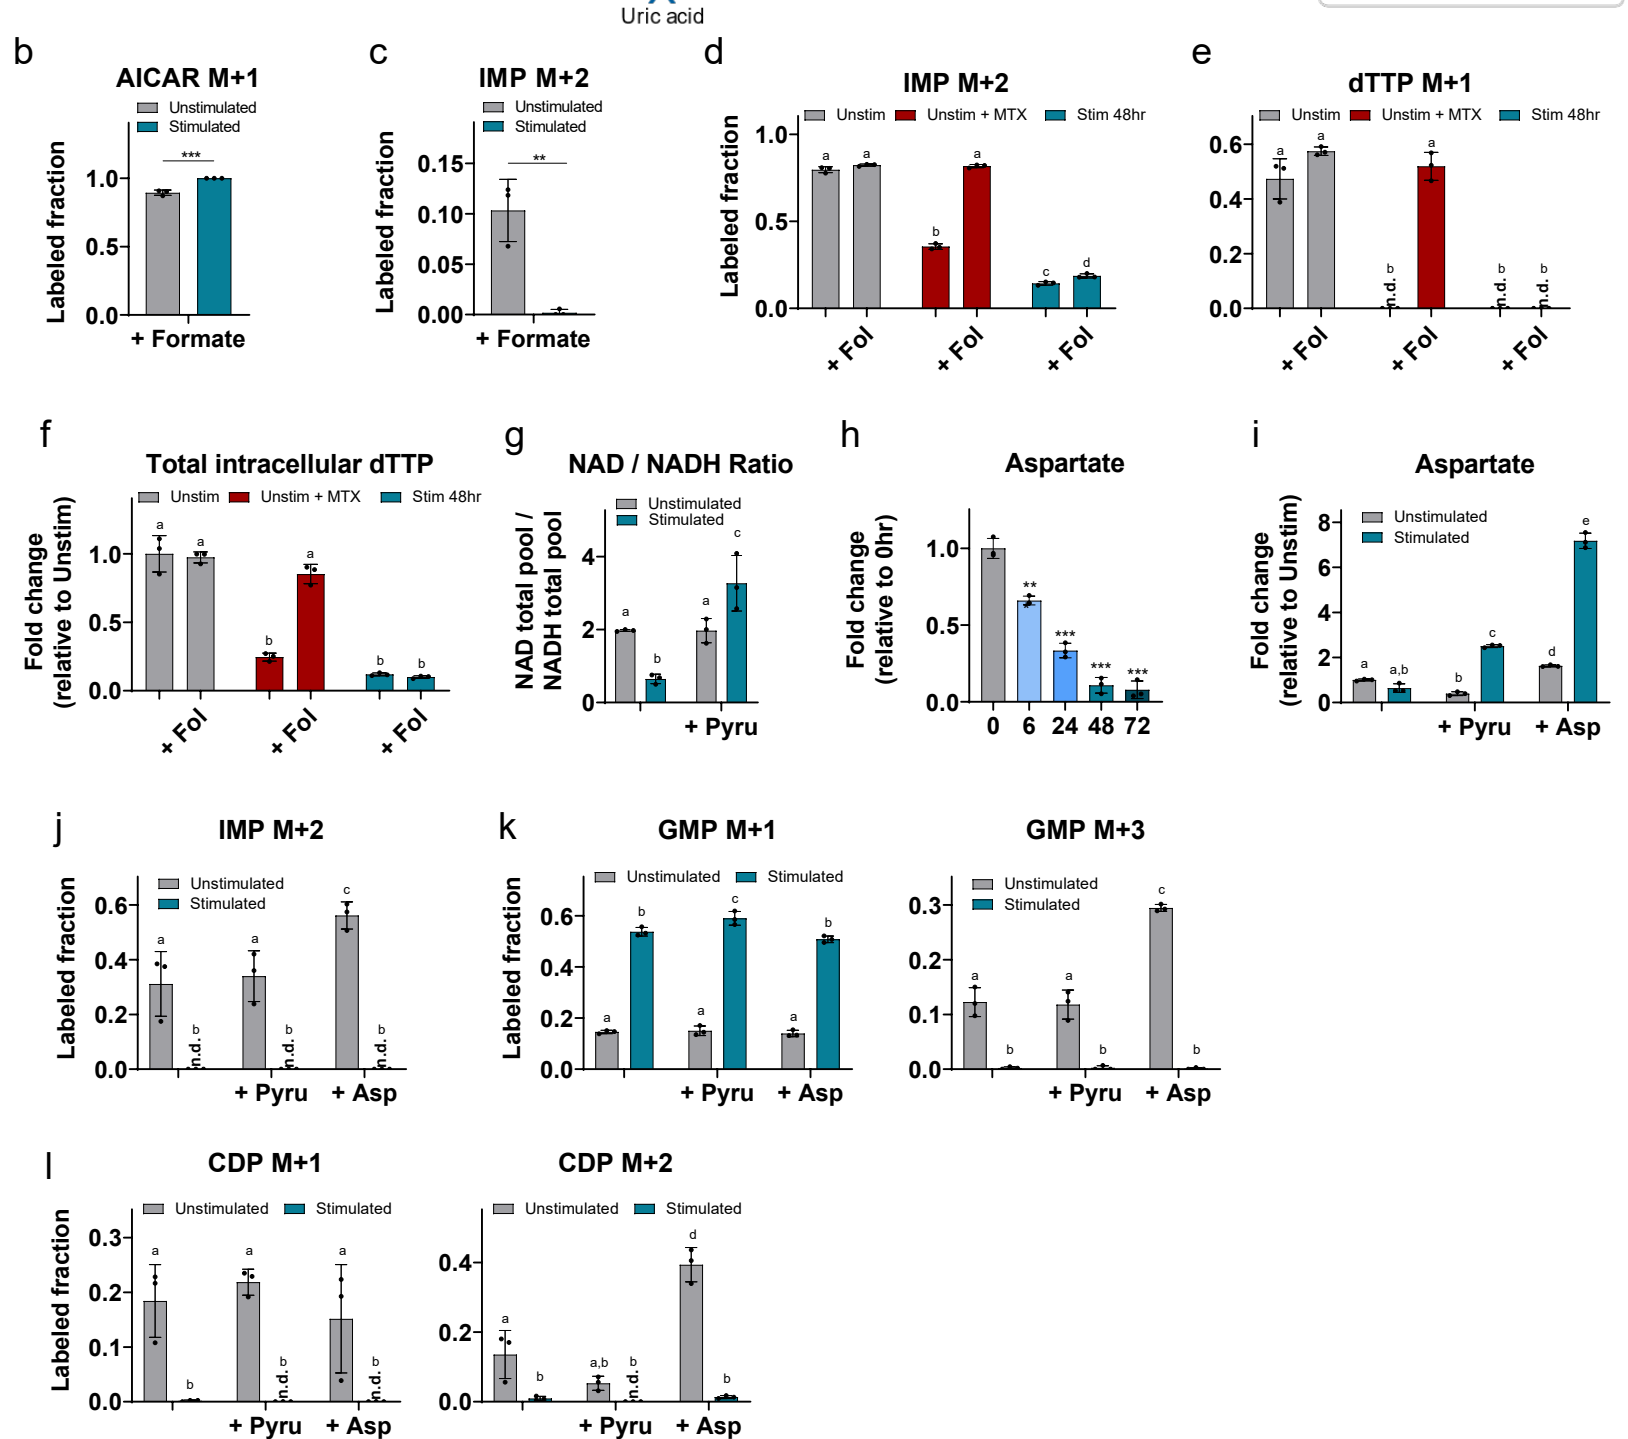 Uric acid
b
AICAR M+1
Unstimulated
Stimulated
Labeled fraction
***
1.0
0.5
0.0
+ Formate
c
IMP M+2
Unstimulated
Stimulated
Labeled fraction
**
0.15
0.10
0.05
0.00
+ Formate
d
IMP M+2
Unstim Unstim + MTX Stim 48hr
Labeled fraction
1.0
0.5
0.0
a a b a c d
+ Fol + Fol + Fol
e
dTTP M+1
Unstim Unstim + MTX Stim 48hr
0.6
0.4
0.2
0.0
a a b a b b
n.d. n.d. n.d.
+ Fol + Fol + Fol
f
Total intracellular dTTP
Unstim Unstim + MTX Stim 48hr
Fold change
(relative to Unstim)
1.0
0.5
0.0
a a b a b b
+ Fol + Fol + Fol
g
NAD / NADH Ratio
Unstimulated
Stimulated
NAD total pool /
NADH total pool
4
2
0
a b a c
+ Pyru
h
Aspartate
Fold change
(relative to 0hr)
1.0
0.5
0.0
** *** *** ***
0 6 24 48 72
i
Aspartate
Unstimulated
Stimulated
Fold change
(relative to Unstim)
8
6
4
2
0
a a,b b c d e
+ Pyru + Asp
j
IMP M+2
Unstimulated
Stimulated
Labeled fraction
0.6
0.4
0.2
0.0
a b a b c b
n.d. n.d. n.d.
+ Pyru + Asp
k
GMP M+1
Unstimulated Stimulated
Labeled fraction
0.6
0.4
0.2
0.0
a b a c a b
+ Pyru + Asp
GMP M+3
Unstimulated
Stimulated
0.3
0.2
0.1
0.0
a b a b c b
+ Pyru + Asp
l
CDP M+1
Unstimulated Stimulated
Labeled fraction
0.3
0.2
0.1
0.0
a b a b a b
n.d. n.d.
+ Pyru + Asp
CDP M+2
Unstimulated Stimulated
0.4
0.2
0.0
a b a,b b d b
n.d.
+ Pyru + Asp